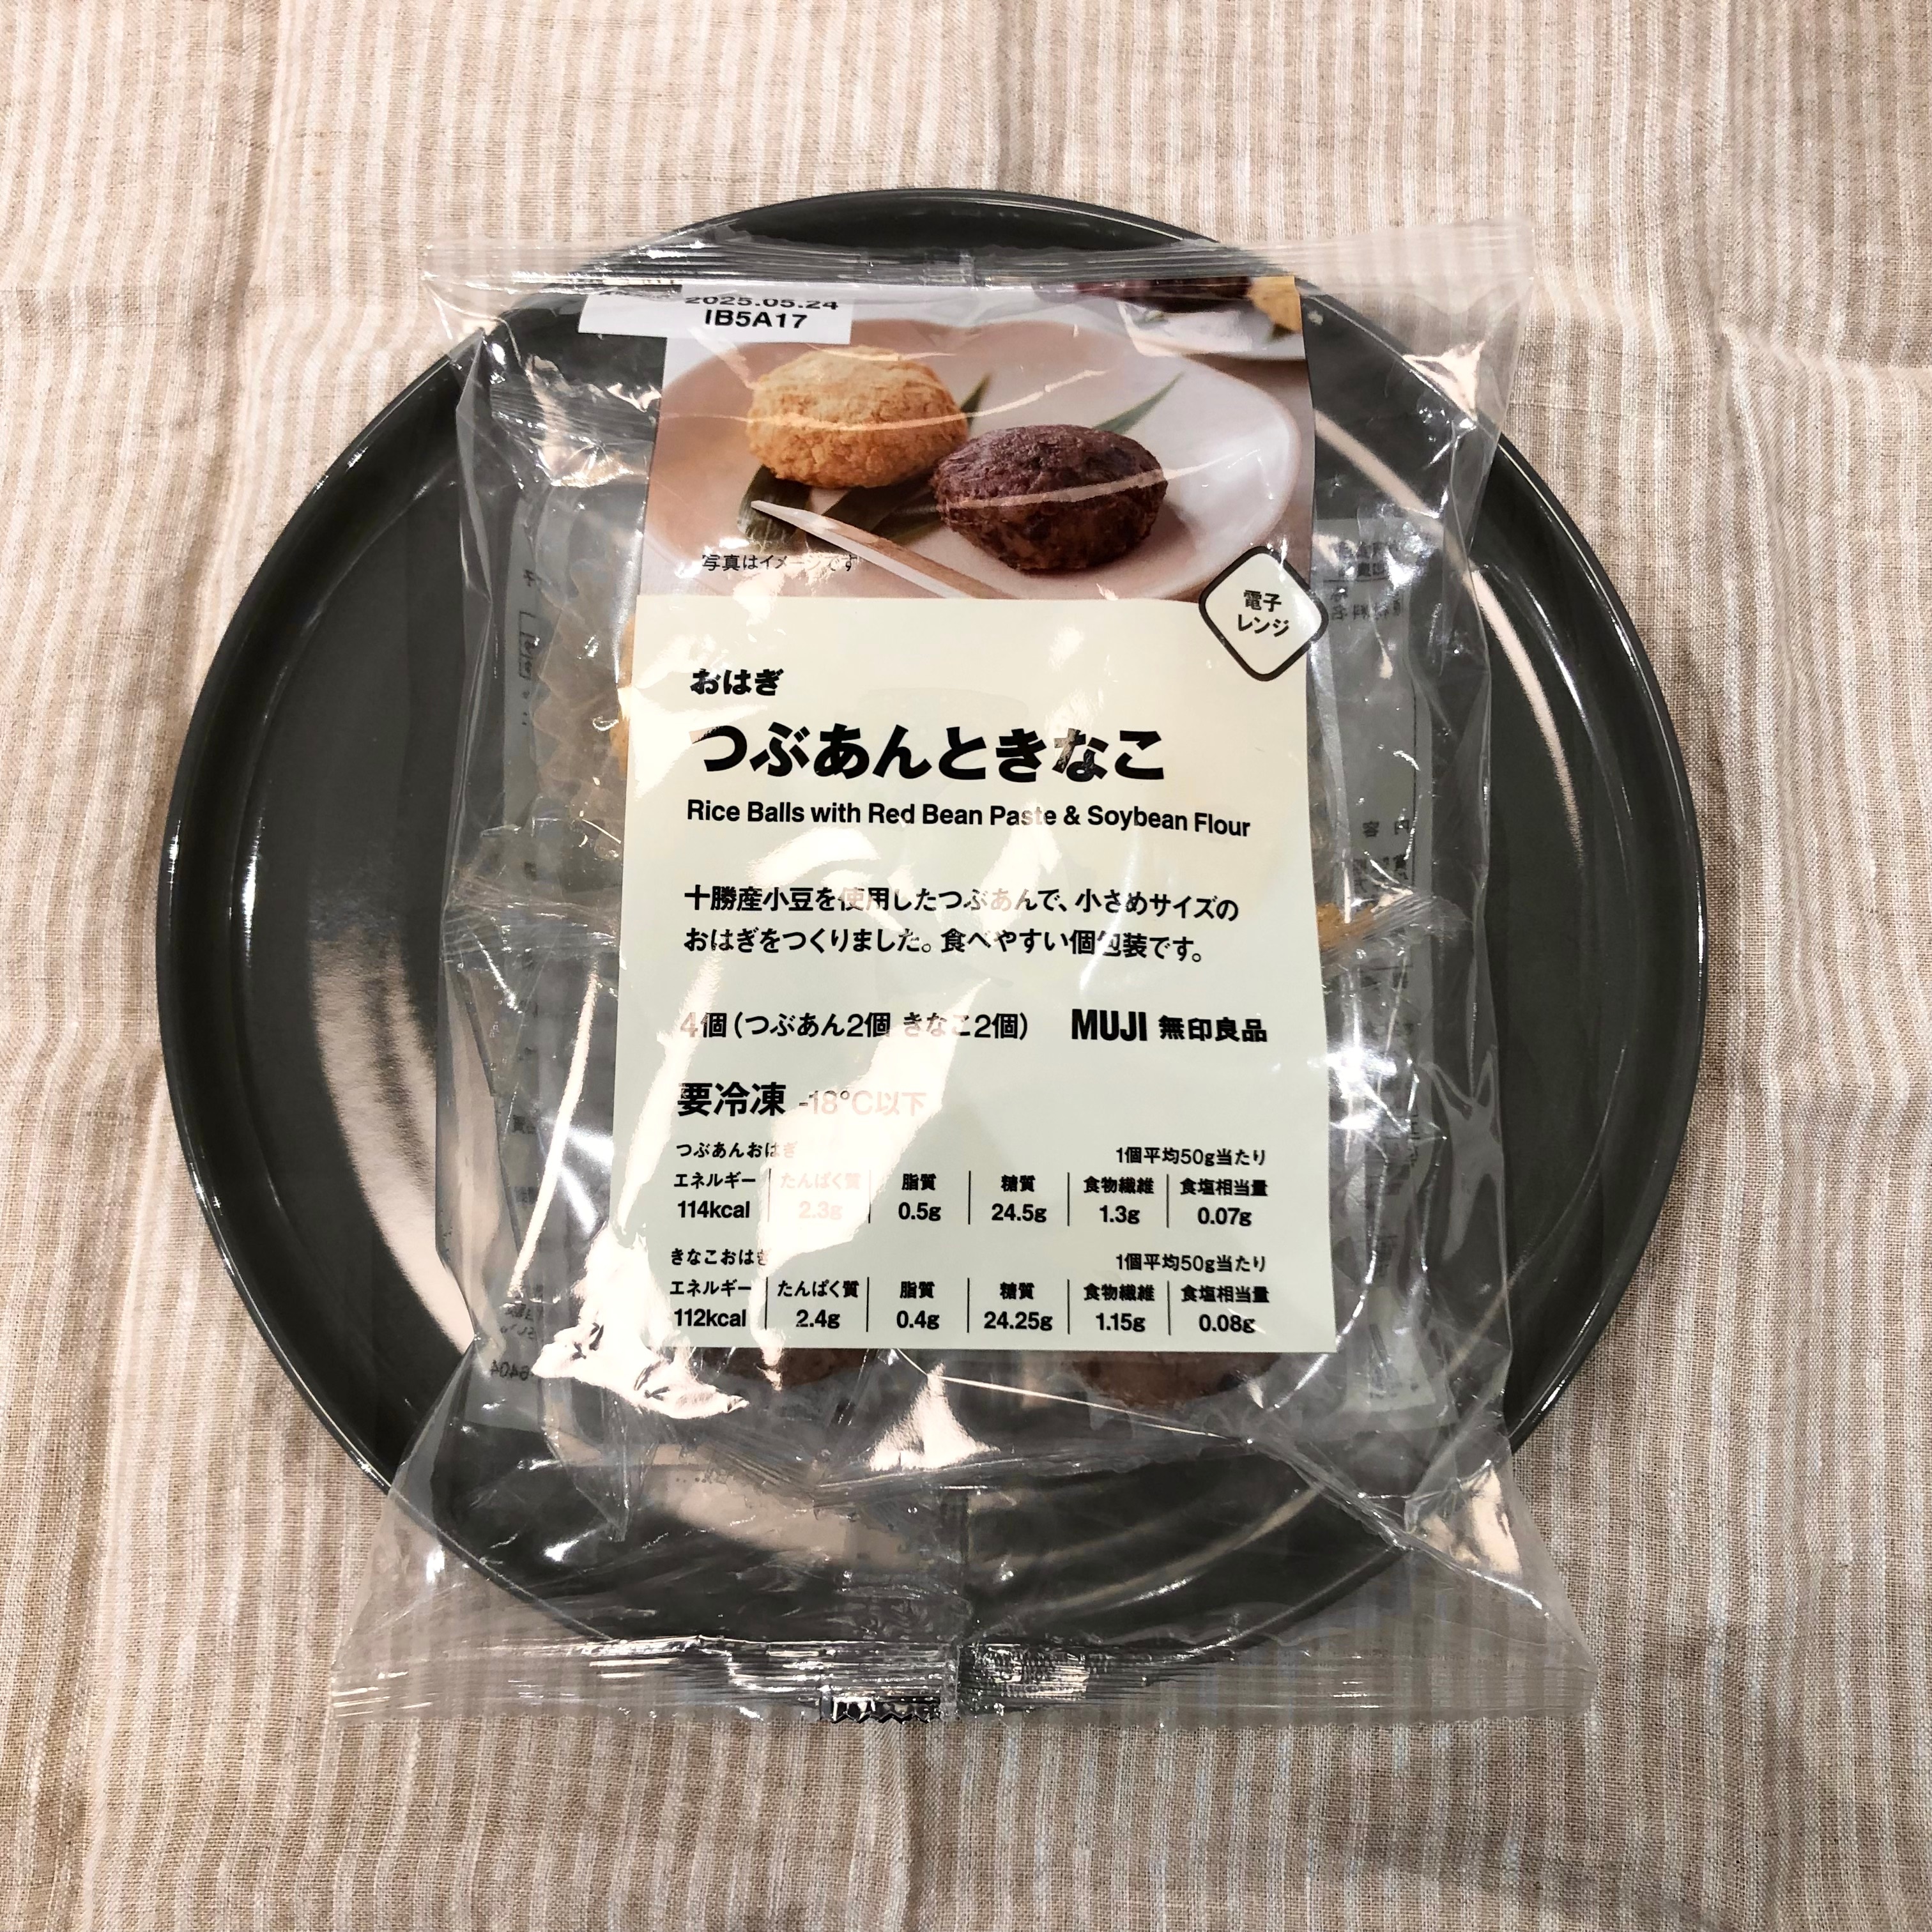 2025.05.24
IB5A17
写真はイメージです
電子
レンジ
おはぎ
つぶあんときなこ
Rice Balls with Red Bean Paste & Soybean Flour
十勝産小豆を使用したつぶあんで、小さめサイズの
おはぎをつくりました。食べやすい個包装です。
4個(つぶあん2個 きなこ2個) MUJI 無印良品
要冷凍 -18℃以下
つぶあんおはぎ 1個平均50g当たり
エネルギー たんぱく質 脂質 糖質 食物繊維 食塩相当量
114kcal 2.3g 0.5g 24.5g 1.3g 0.07g
きなこおはぎ 1個平均50g当たり
エネルギー たんぱく質 脂質 糖質 食物繊維 食塩相当量
112kcal 2.4g 0.4g 24.25g 1.15g 0.08g